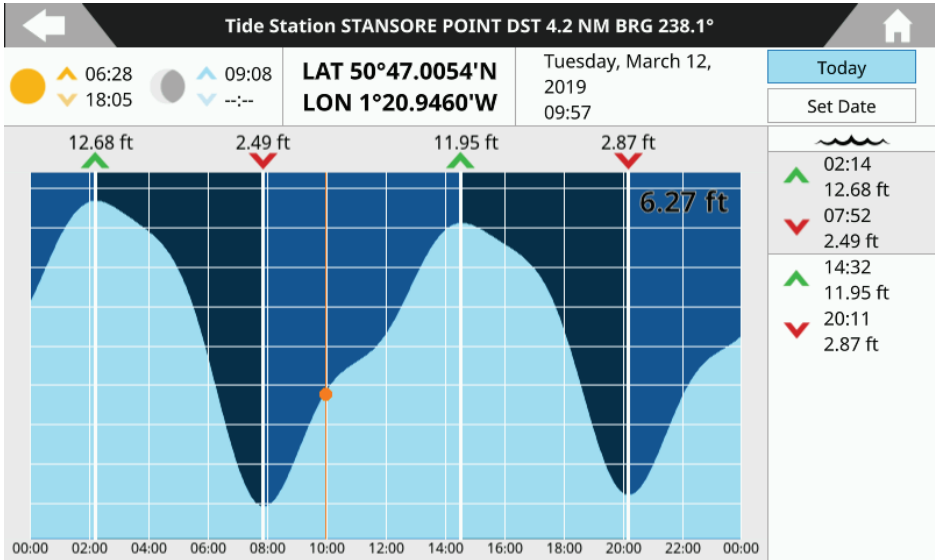 Tide Station STANSORE POINT DST 4.2 NM BRG 238.1°
06:28
18:05
09:08
--:--
LAT 50°47.0054'N
LON 1°20.9460'W
Tuesday, March 12,
2019
09:57
Today
Set Date
12.68 ft 2.49 ft 11.95 ft 2.87 ft
6.27 ft
02:14
12.68 ft
07:52
2.49 ft
14:32
11.95 ft
20:11
2.87 ft
00:00 02:00 04:00 06:00 08:00 10:00 12:00 14:00 16:00 18:00 20:00 22:00 00:00